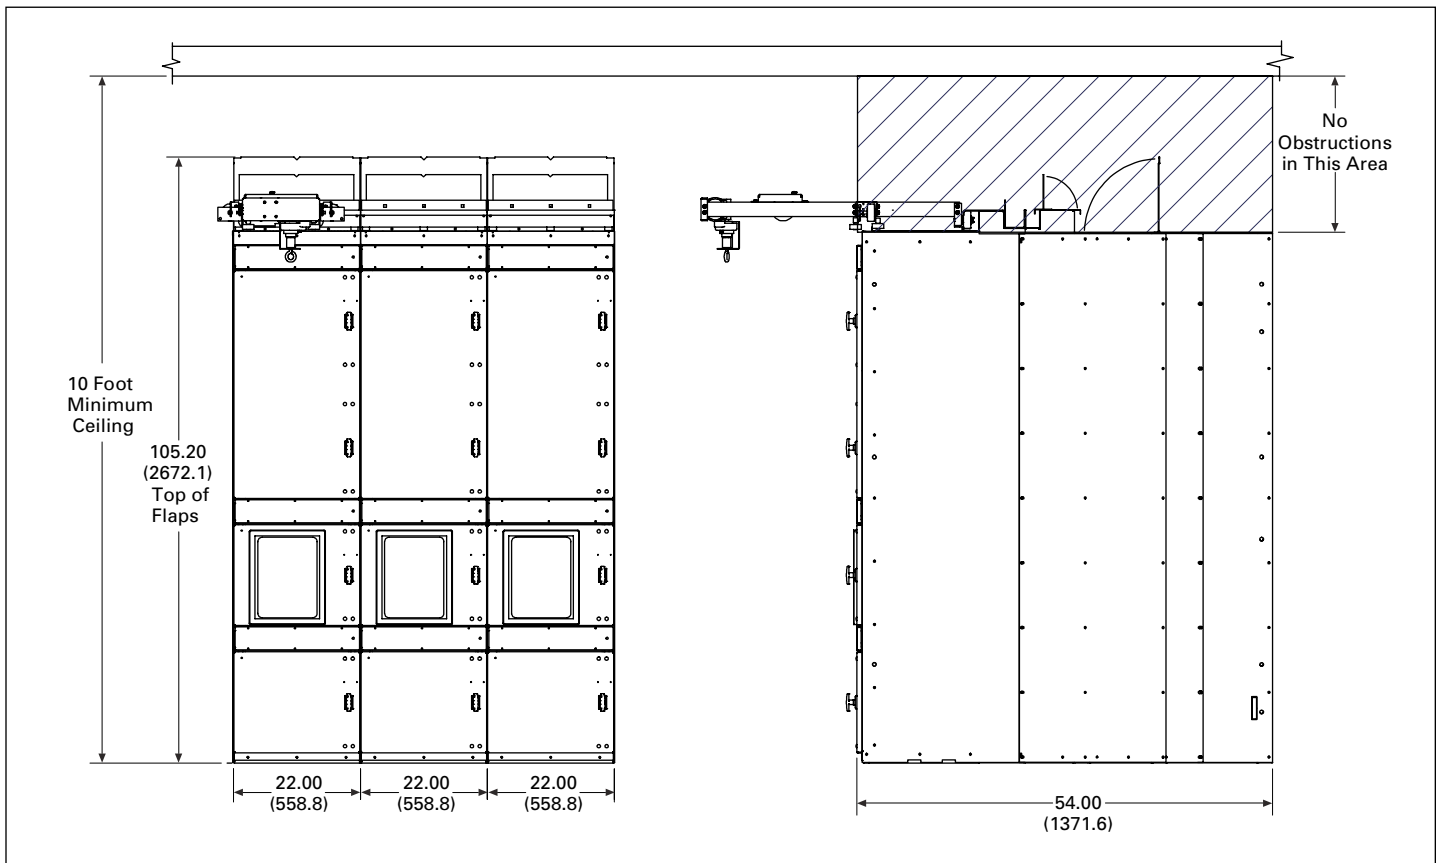 No
Obstructions
in This Area
10 Foot
Minimum
Ceiling
105.20
(2672.1)
Top of
Flaps
22.00
(558.8)
22.00
(558.8)
22.00
(558.8)
54.00
(1371.6)